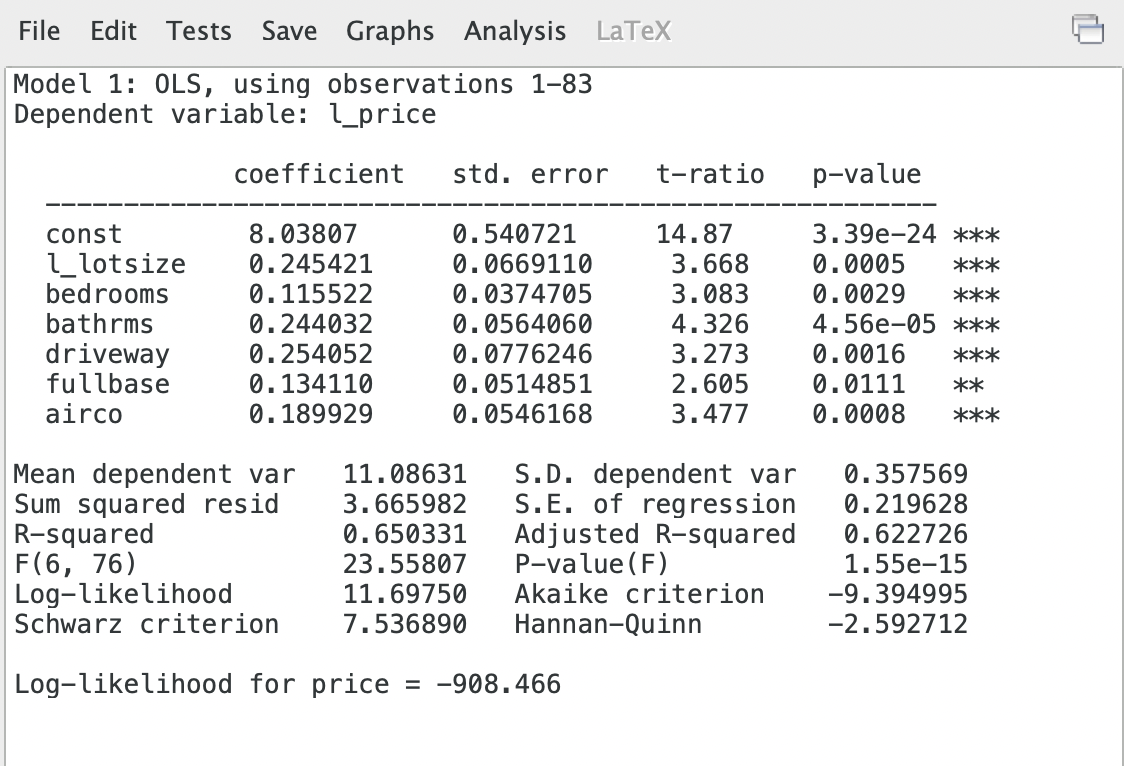 File Edit Tests Save Graphs Analysis LaTeX
Model 1: OLS, using observations 1-83
Dependent variable: l_price
coefficient std. error t-ratio p-value
-----------------------------------------------------------
const 8.03807 0.540721 14.87 3.39e-24 ***
l_lotsize 0.245421 0.0669110 3.668 0.0005 ***
bedrooms 0.115522 0.0374705 3.083 0.0029 ***
bathrms 0.244032 0.0564060 4.326 4.56e-05 ***
driveway 0.254052 0.0776246 3.273 0.0016 ***
fullbase 0.134110 0.0514851 2.605 0.0111 **
airco 0.189929 0.0546168 3.477 0.0008 ***
Mean dependent var 11.08631 S.D. dependent var 0.357569
Sum squared resid 3.665982 S.E. of regression 0.219628
R-squared 0.650331 Adjusted R-squared 0.622726
F(6, 76) 23.55807 P-value(F) 1.55e-15
Log-likelihood 11.69750 Akaike criterion -9.394995
Schwarz criterion 7.536890 Hannan-Quinn -2.592712
Log-likelihood for price = -908.466